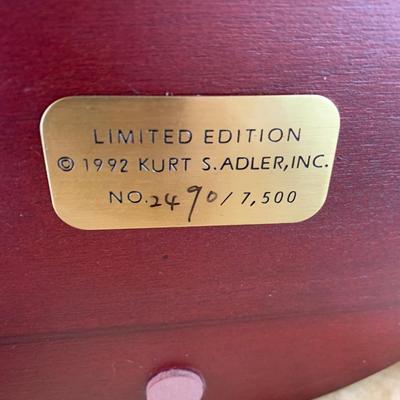 LIMITED EDITION
© 1992 KURT S. ADLER, INC.
NO. 2490 / 7,500